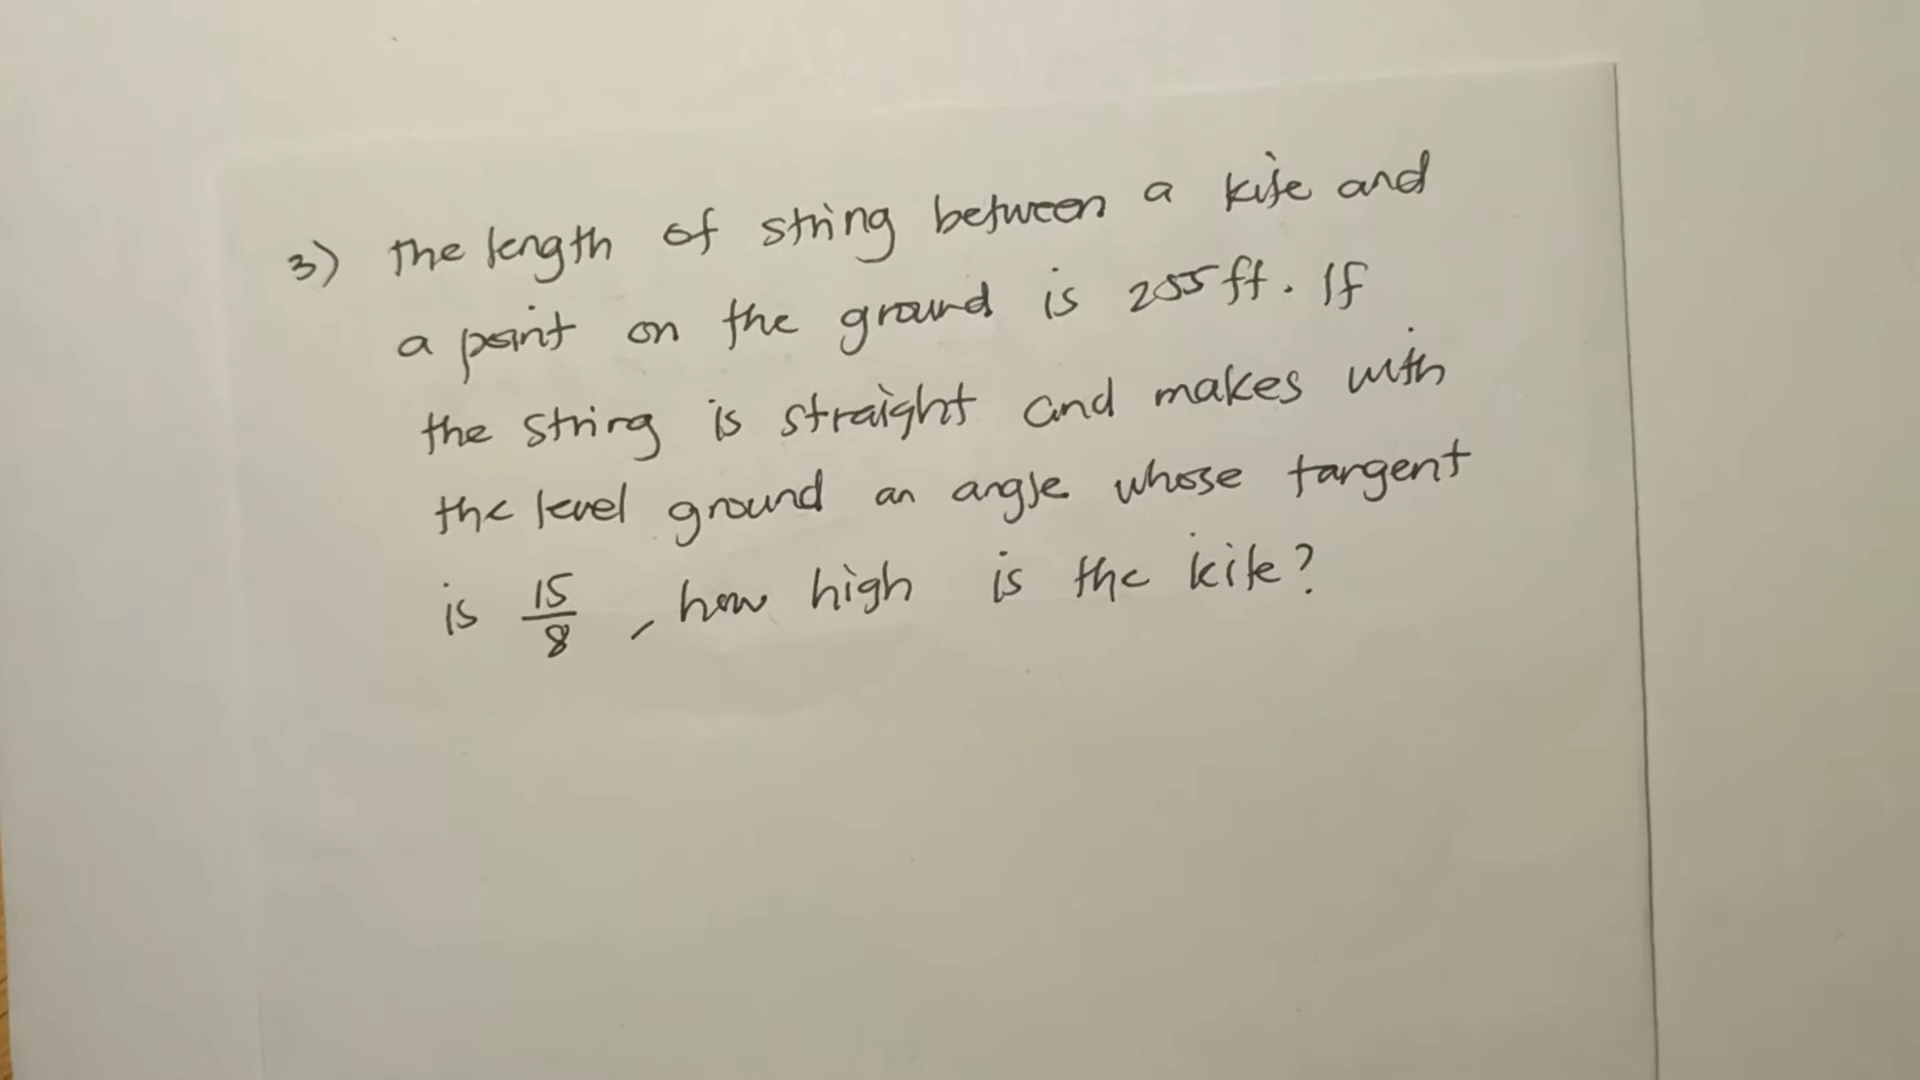 3) The length of string between a kite and
a point on the ground is 255 ft. If
the string is straight and makes with
the level ground an angle whose tangent
is 15/8, how high is the kite?